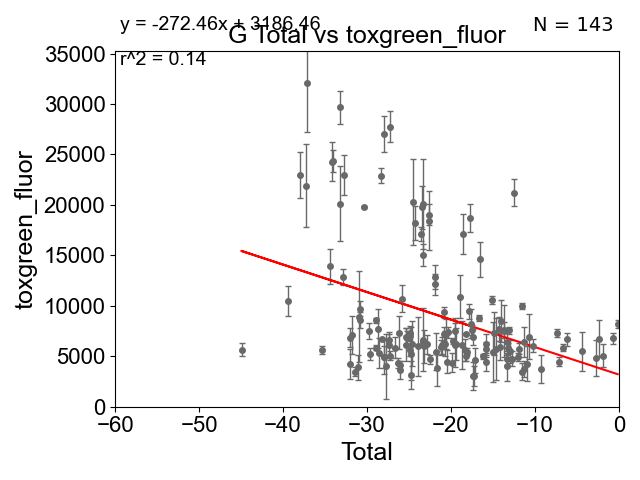 y = -272.46x + 3186.46
N = 143
G Total vs toxgreen_fluor
r^2 = 0.14
35000
30000
25000
20000
15000
10000
5000
0
toxgreen_fluor
−60 −50 −40 −30 −20 −10 0
Total